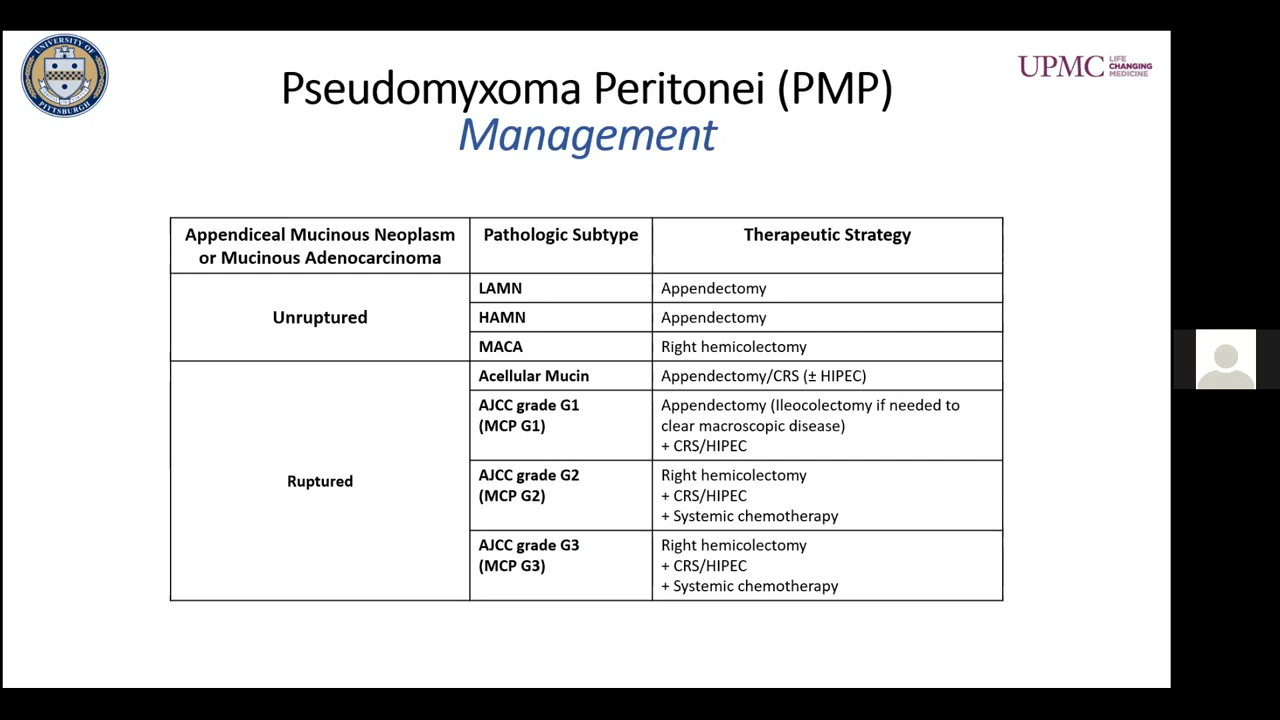 UNIVERSITY OF
PITTSBURGH
UPMC LIFE CHANGING MEDICINE
Pseudomyxoma Peritonei (PMP)
Management
Appendiceal Mucinous Neoplasm
or Mucinous Adenocarcinoma
Pathologic Subtype
Therapeutic Strategy
Unruptured
LAMN
Appendectomy
HAMN
Appendectomy
MACA
Right hemicolectomy
Ruptured
Acellular Mucin
Appendectomy/CRS (± HIPEC)
AJCC grade G1
(MCP G1)
Appendectomy (Ileocolectomy if needed to
clear macroscopic disease)
+ CRS/HIPEC
AJCC grade G2
(MCP G2)
Right hemicolectomy
+ CRS/HIPEC
+ Systemic chemotherapy
AJCC grade G3
(MCP G3)
Right hemicolectomy
+ CRS/HIPEC
+ Systemic chemotherapy